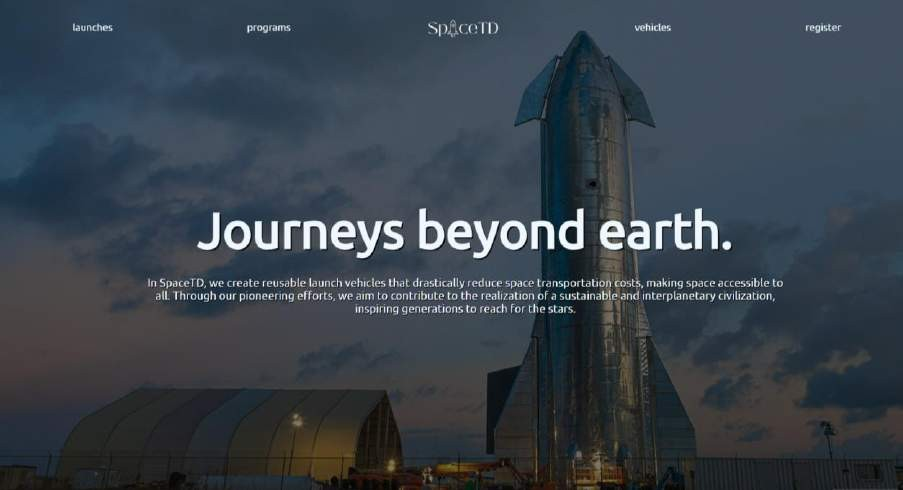 launches
programs
SpaceTD
vehicles
register
Journeys beyond earth.
In SpaceTD, we create reusable launch vehicles that drastically reduce space transportation costs, making space accessible to
all. Through our pioneering efforts, we aim to contribute to the realization of a sustainable and interplanetary civilization,
inspiring generations to reach for the stars.